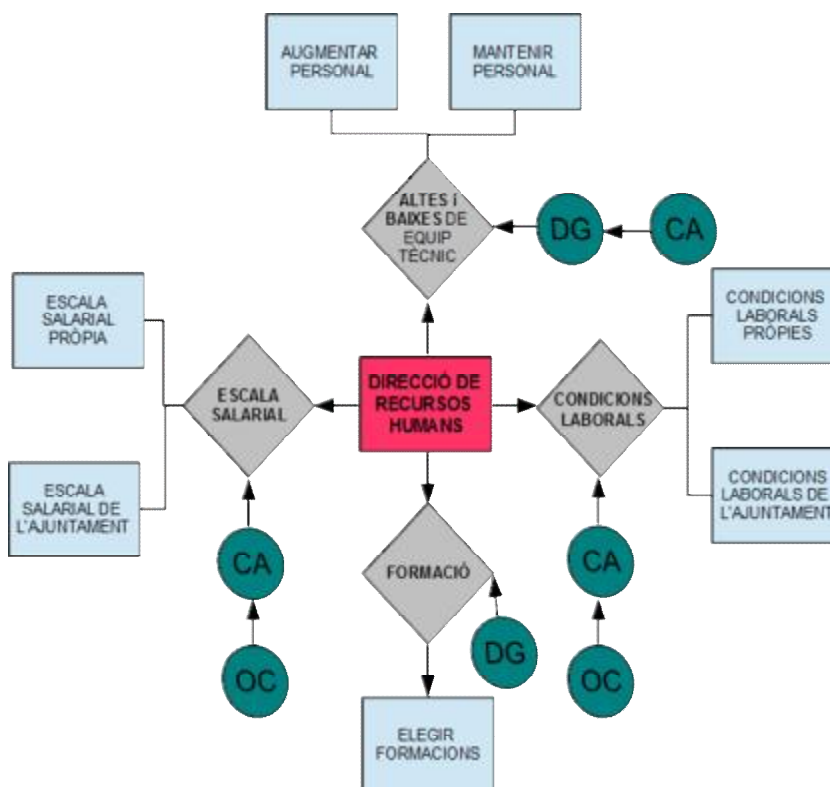 AUGMENTAR
PERSONAL
MANTENIR
PERSONAL
ALTES I
BAIXES DE
EQUIP
TÈCNIC
DG
CA
ESCALA
SALARIAL
PRÒPIA
CONDICIONS
LABORALS
PRÒPIES
ESCALA
SALARIAL
DIRECCIÓ DE
RECURSOS
HUMANS
CONDICIONS
LABORALS
ESCALA
SALARIAL DE
L'AJUNTAMENT
CONDICIONS
LABORALS DE
L'AJUNTAMENT
CA
FORMACIÓ
CA
OC
DG
OC
ELEGIR
FORMACIONS